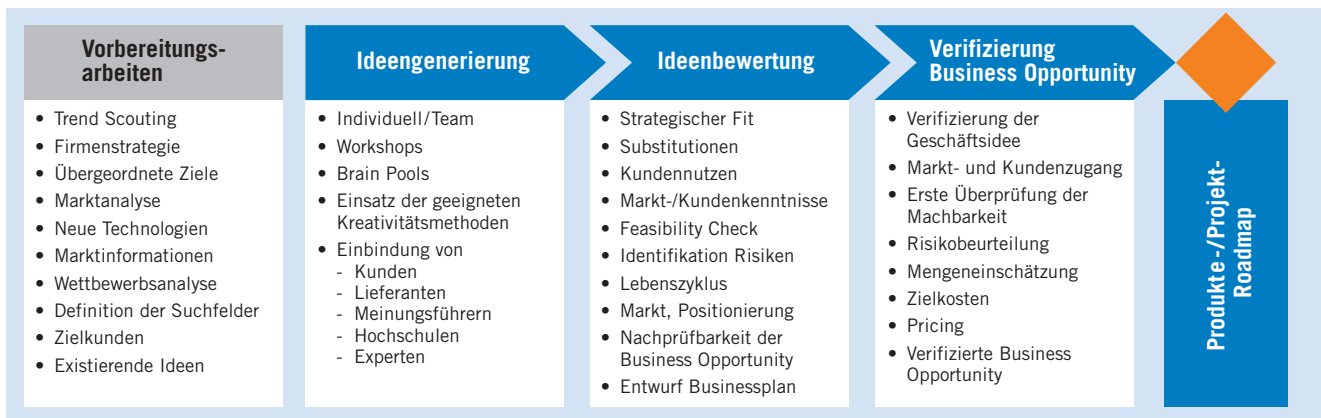 Vorbereitungs-
arbeiten
• Trend Scouting
• Firmenstrategie
• Übergeordnete Ziele
• Marktanalyse
• Neue Technologien
• Marktinformationen
• Wettbewerbsanalyse
• Definition der Suchfelder
• Zielkunden
• Existierende Ideen
Ideengenerierung
• Individuell/Team
• Workshops
• Brain Pools
• Einsatz der geeigneten
Kreativitätsmethoden
• Einbindung von
- Kunden
- Lieferanten
- Meinungsführern
- Hochschulen
- Experten
Ideenbewertung
• Strategischer Fit
• Substitutionen
• Kundennutzen
• Markt-/Kundenkenntnisse
• Feasibility Check
• Identifikation Risiken
• Lebenszyklus
• Markt, Positionierung
• Nachprüfbarkeit der
Business Opportunity
• Entwurf Businessplan
Verifizierung
Business Opportunity
• Verifizierung der
Geschäftsidee
• Markt- und Kundenzugang
• Erste Überprüfung der
Machbarkeit
• Risikobeurteilung
• Mengeneinschätzung
• Zielkosten
• Pricing
• Verifizierte Business
Opportunity
Produkte-/Projekt-
Roadmap